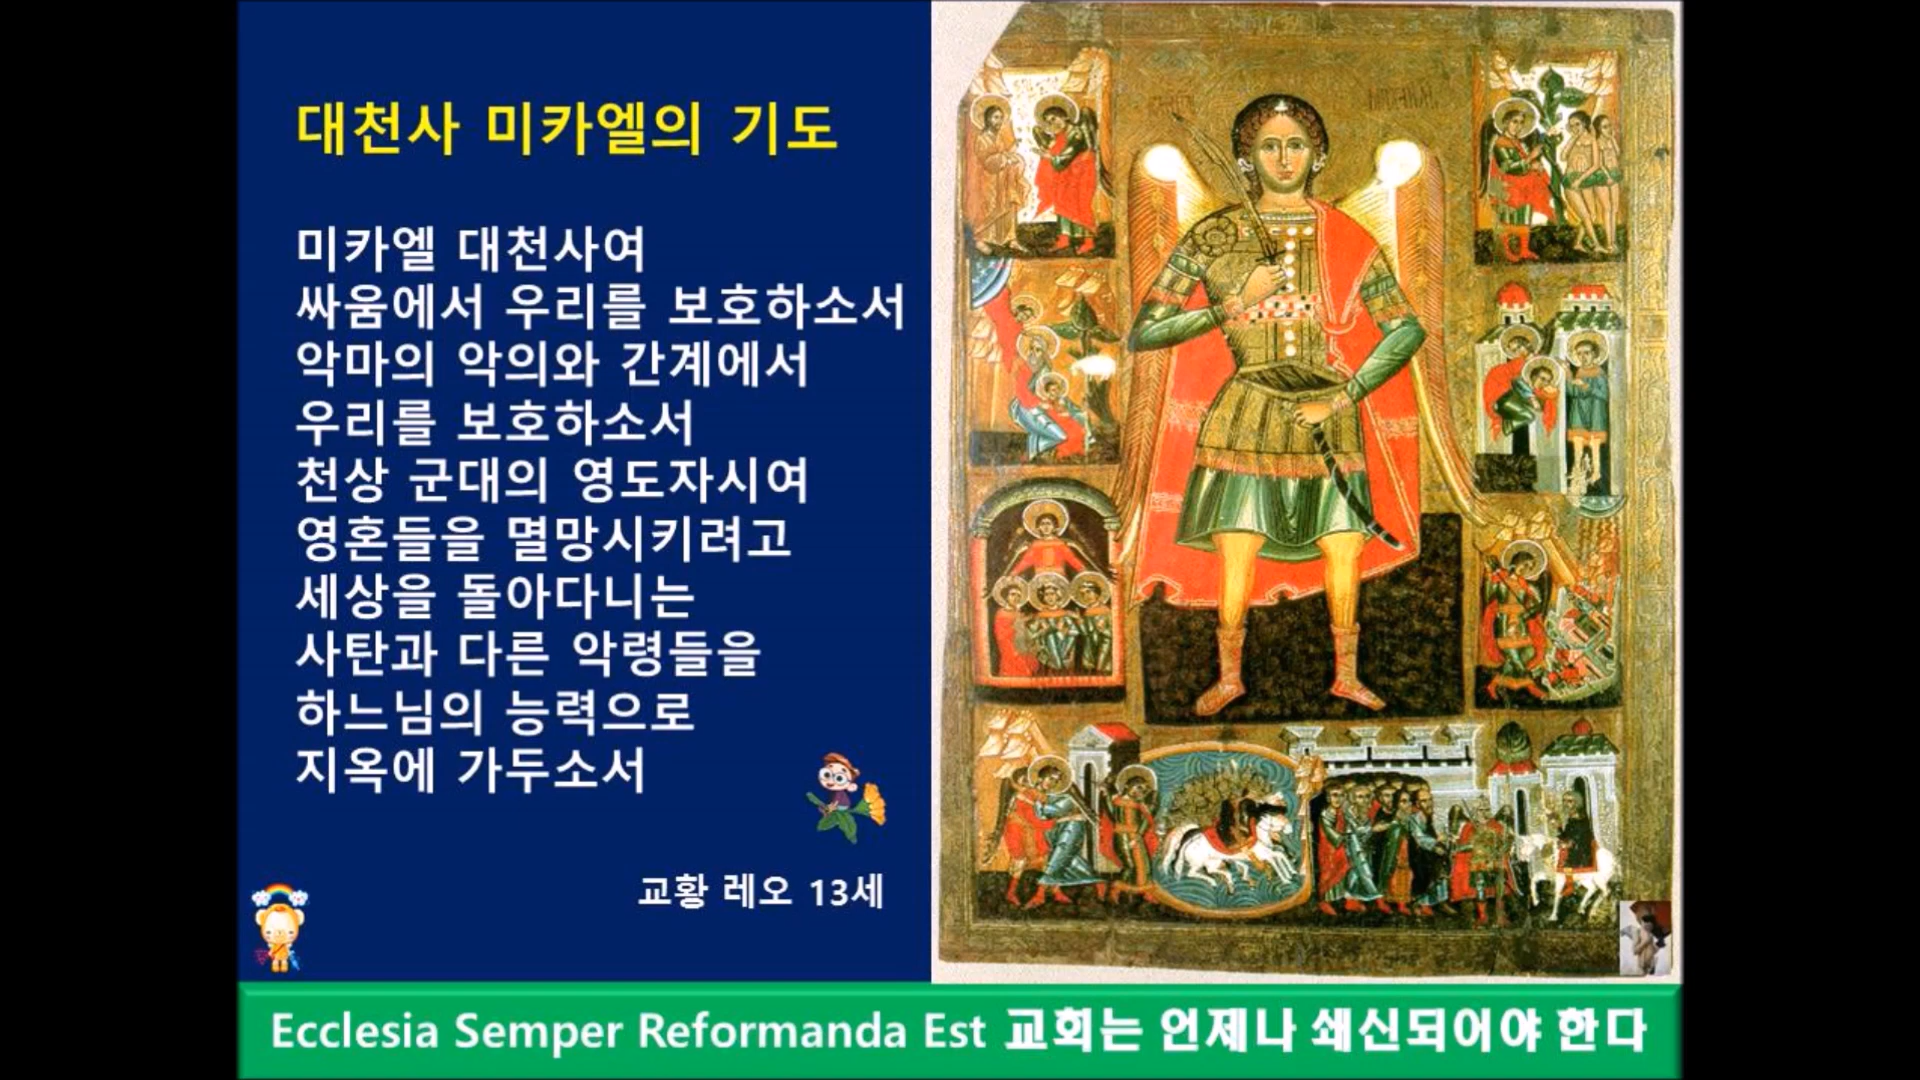 대천사 미카엘의 기도
미카엘 대천사여
싸움에서 우리를 보호하소서
악마의 악의와 간계에서
우리를 보호하소서
천상 군대의 영도자시여
영혼들을 멸망시키려고
세상을 돌아다니는
사탄과 다른 악령들을
하느님의 능력으로
지옥에 가두소서
교황 레오 13세
Ecclesia Semper Reformanda Est 교회는 언제나 쇄신되어야 한다